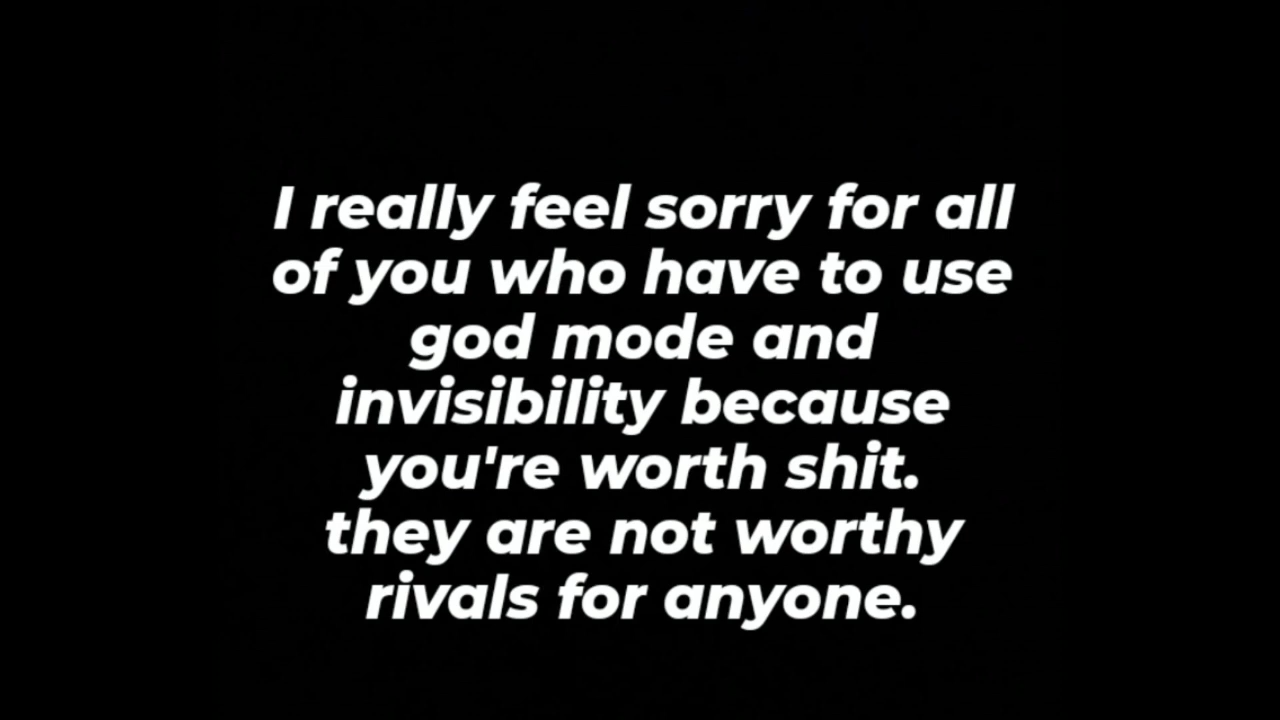 I really feel sorry for all
of you who have to use
god mode and
invisibility because
you're worth shit.
they are not worthy
rivals for anyone.